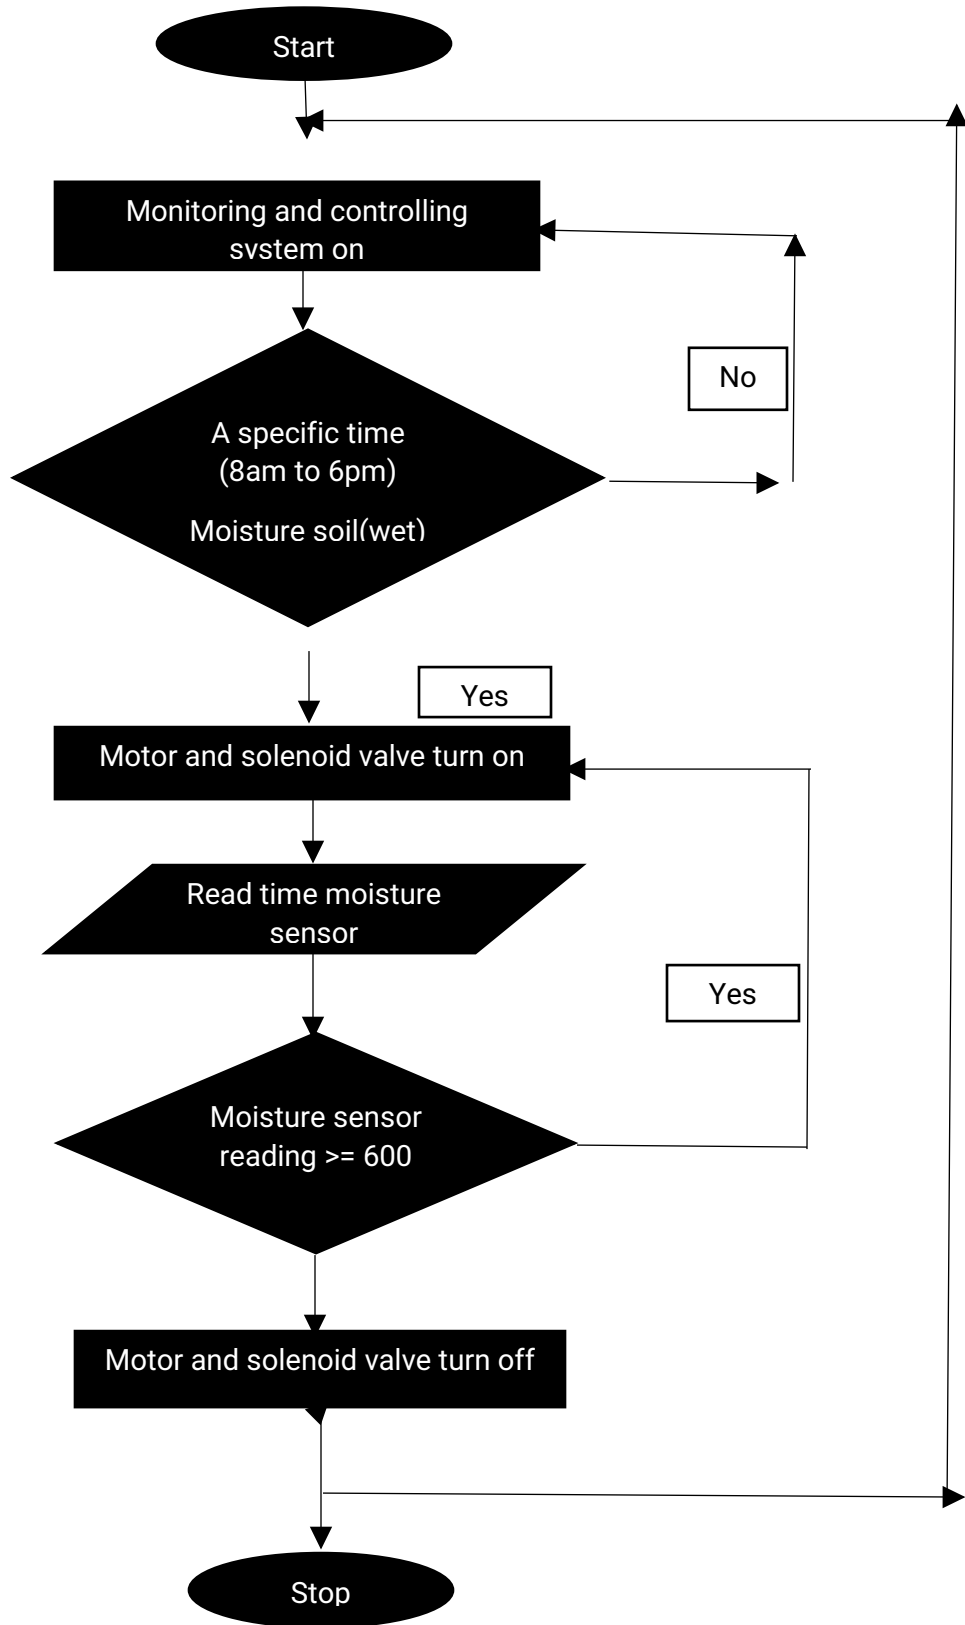 Start
Monitoring and controlling
system on
No
A specific time
(8am to 6pm)
Moisture soil(wet)
Yes
Motor and solenoid valve turn on
Read time moisture
sensor
Yes
Moisture sensor
reading >= 600
Motor and solenoid valve turn off
Stop